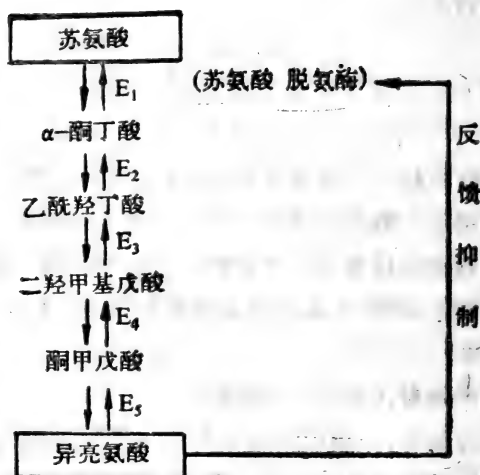 苏氨酸
E1
(苏氨酸 脱氨酶)
α-酮丁酸
E2
乙酰羟丁酸
E3
二羟甲基戊酸
E4
酮甲戊酸
E5
异亮氨酸
反
馈
抑
制